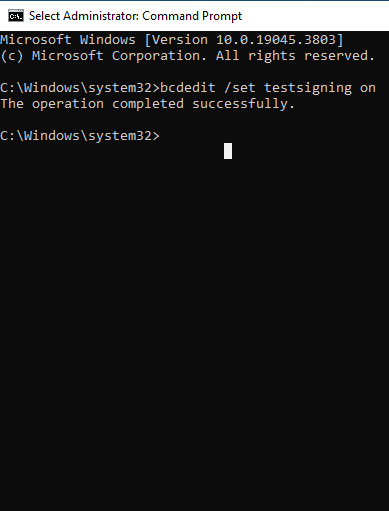 Select Administrator: Command Prompt
Microsoft Windows [Version 10.0.19045.3803]
(c) Microsoft Corporation. All rights reserved.
C:\Windows\system32>bcdedit /set testsigning on
The operation completed successfully.
C:\Windows\system32>